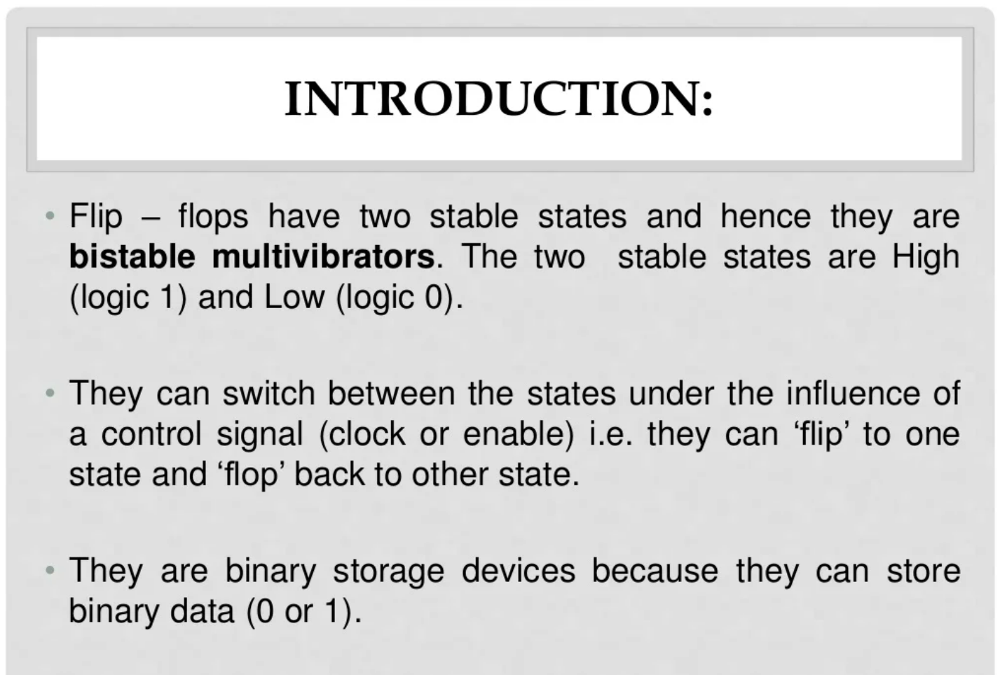 INTRODUCTION:
• Flip – flops have two stable states and hence they are
bistable multivibrators. The two stable states are High
(logic 1) and Low (logic 0).
• They can switch between the states under the influence of
a control signal (clock or enable) i.e. they can ‘flip’ to one
state and ‘flop’ back to other state.
• They are binary storage devices because they can store
binary data (0 or 1).